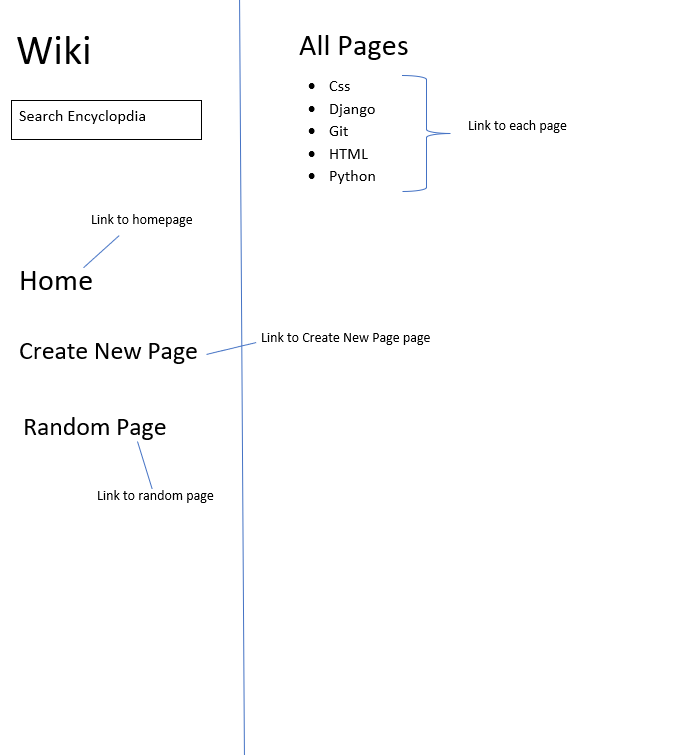 Wiki
Search Encyclopdia
Link to homepage
Home
Create New Page
Random Page
Link to random page
All Pages
Css
Django
Git
HTML
Python
Link to each page
Link to Create New Page page